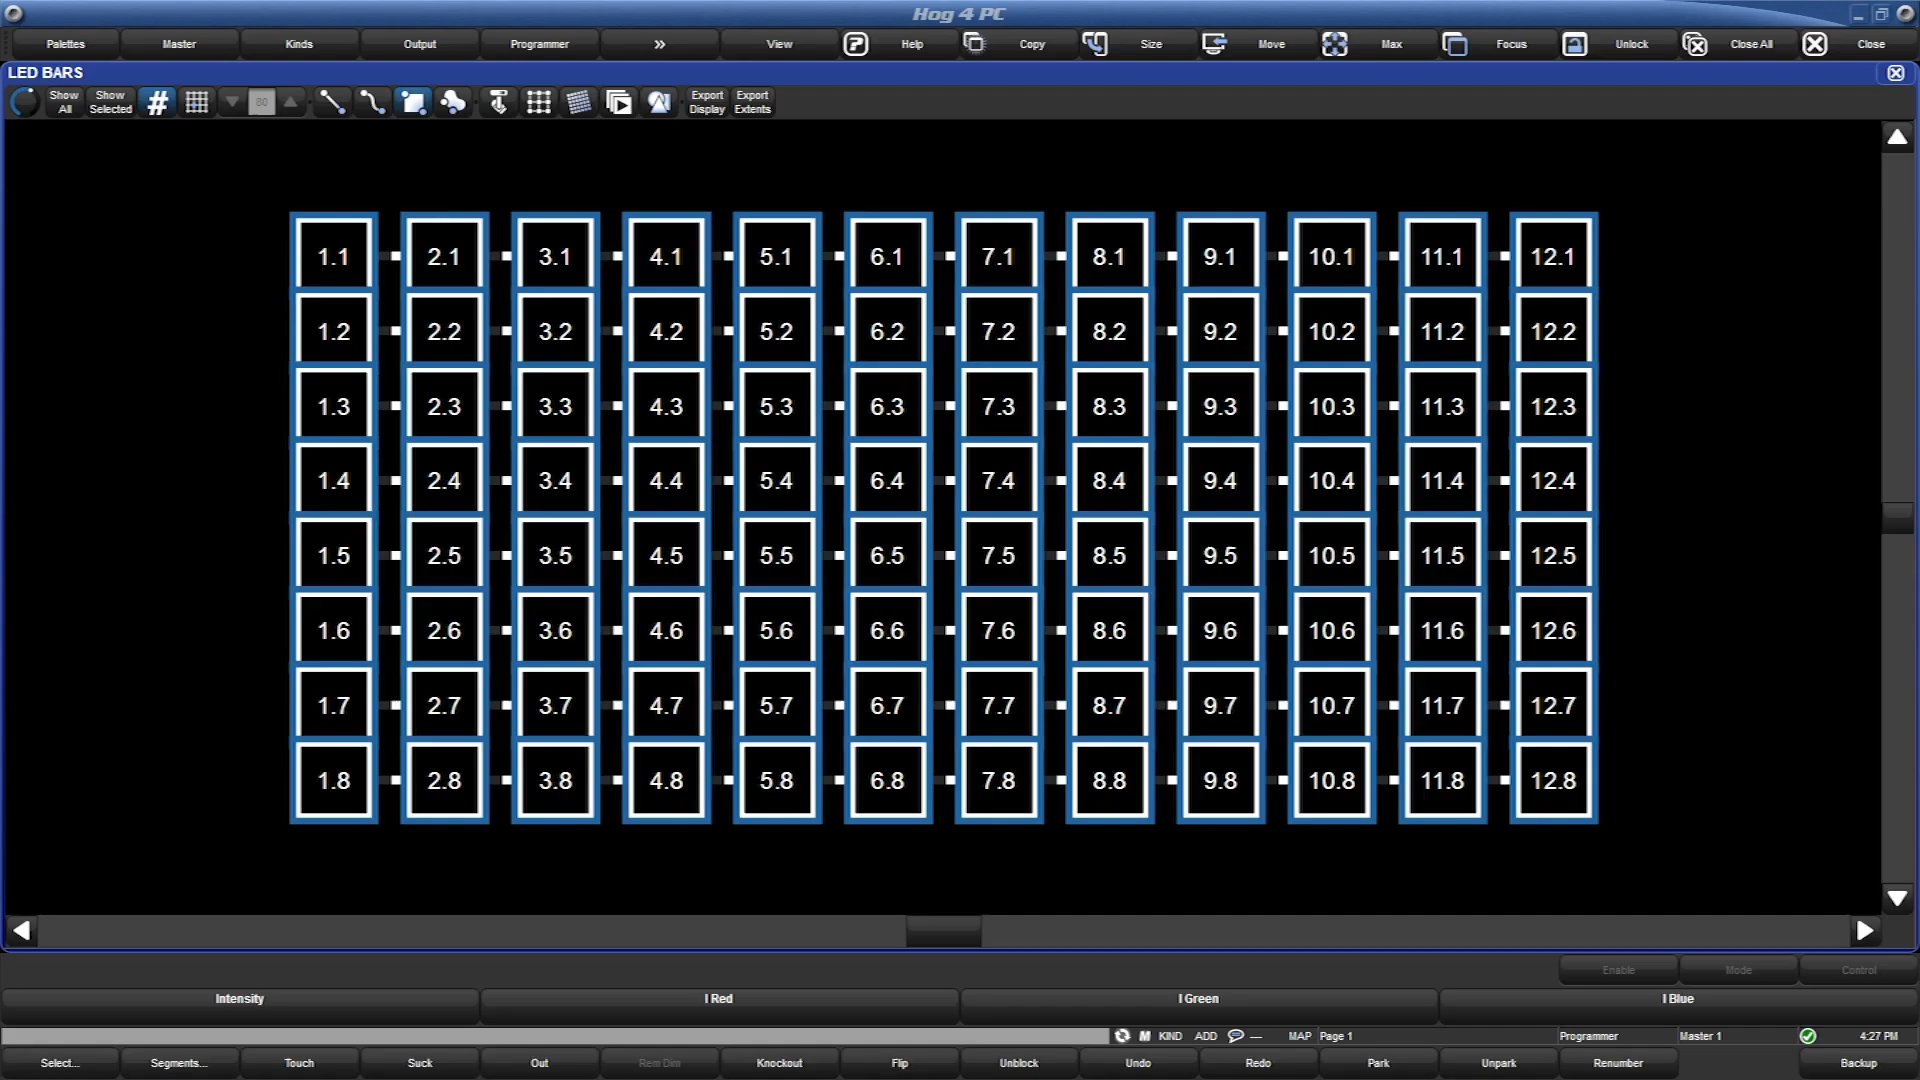 Hog 4 PC
Palettes Master Kinds Output Programmer » View Help Copy Size Move Max Focus Unlock Close All Close
LED BARS
Show All Show Selected # 80 Export Display Export Extents
1.1 2.1 3.1 4.1 5.1 6.1 7.1 8.1 9.1 10.1 11.1 12.1
1.2 2.2 3.2 4.2 5.2 6.2 7.2 8.2 9.2 10.2 11.2 12.2
1.3 2.3 3.3 4.3 5.3 6.3 7.3 8.3 9.3 10.3 11.3 12.3
1.4 2.4 3.4 4.4 5.4 6.4 7.4 8.4 9.4 10.4 11.4 12.4
1.5 2.5 3.5 4.5 5.5 6.5 7.5 8.5 9.5 10.5 11.5 12.5
1.6 2.6 3.6 4.6 5.6 6.6 7.6 8.6 9.6 10.6 11.6 12.6
1.7 2.7 3.7 4.7 5.7 6.7 7.7 8.7 9.7 10.7 11.7 12.7
1.8 2.8 3.8 4.8 5.8 6.8 7.8 8.8 9.8 10.8 11.8 12.8
Enable Mode Control
Intensity I Red I Green I Blue
M KIND ADD — MAP Page 1 Programmer Master 1 4:27 PM
Select... Segments... Touch Suck Out Rem Dim Knockout Flip Unblock Undo Redo Park Unpark Renumber Backup